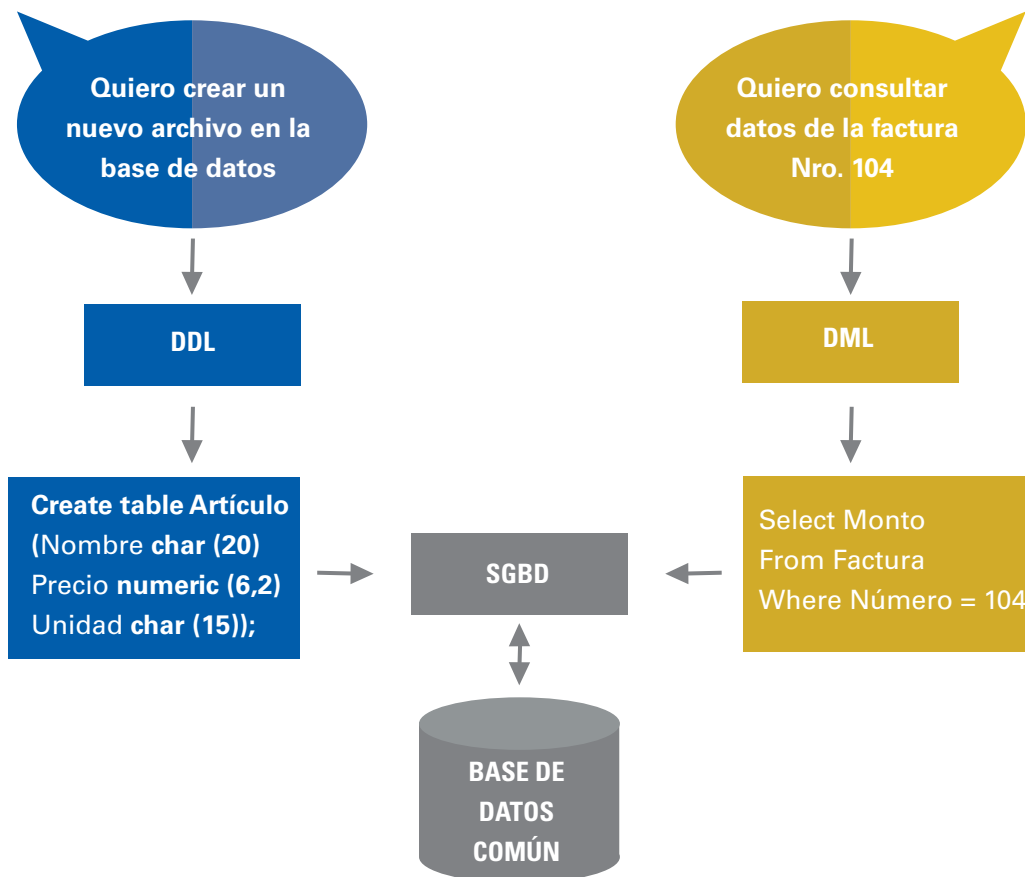 Quiero crear un
nuevo archivo en la
base de datos
Quiero consultar
datos de la factura
Nro. 104
DDL
DML
Create table Artículo
(Nombre char (20)
Precio numeric (6,2)
Unidad char (15));
SGBD
Select Monto
From Factura
Where Número = 104
BASE DE
DATOS
COMÚN